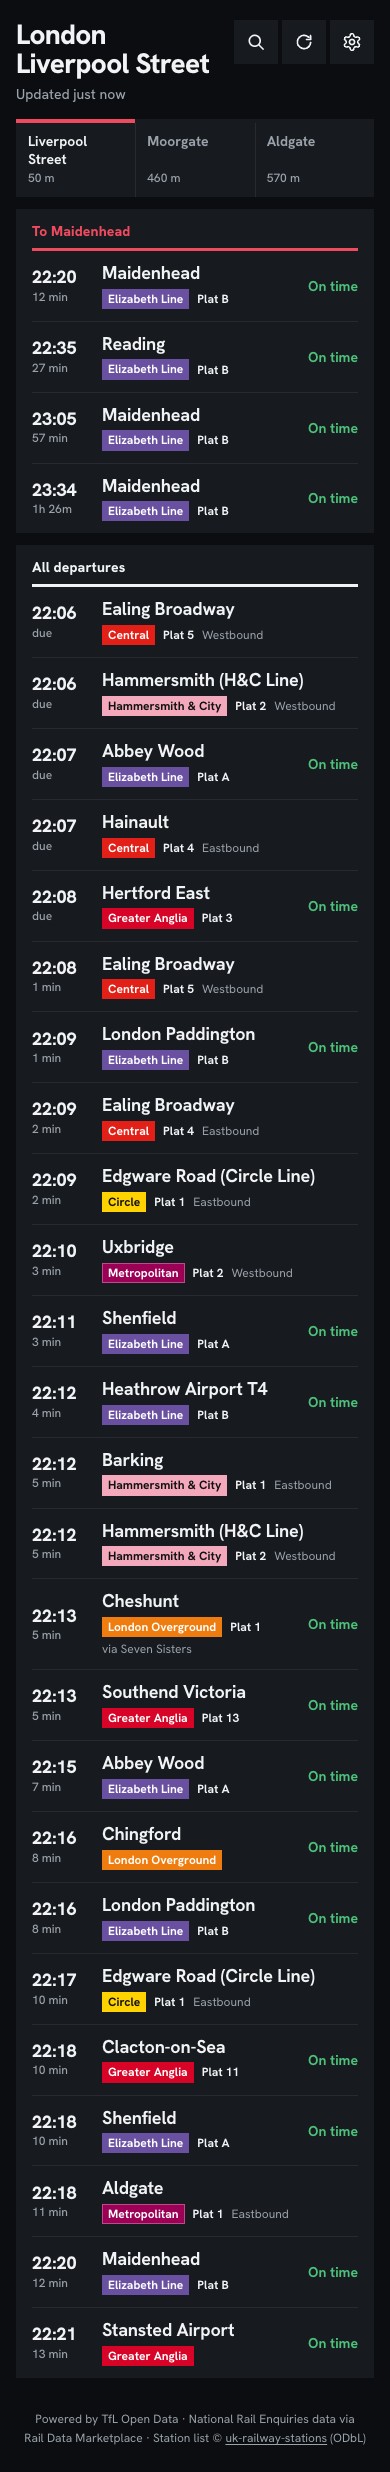 London
Liverpool Street
Updated just now
Liverpool
Street
50 m
Moorgate
460 m
Aldgate
570 m
To Maidenhead
22:20 Maidenhead
12 min Elizabeth Line Plat B On time
22:35 Reading
27 min Elizabeth Line Plat B On time
23:05 Maidenhead
57 min Elizabeth Line Plat B On time
23:34 Maidenhead
1h 26m Elizabeth Line Plat B On time
All departures
22:06 Ealing Broadway
due Central Plat 5 Westbound
22:06 Hammersmith (H&C Line)
due Hammersmith & City Plat 2 Westbound
22:07 Abbey Wood
due Elizabeth Line Plat A On time
22:07 Hainault
due Central Plat 4 Eastbound
22:08 Hertford East
due Greater Anglia Plat 3 On time
22:08 Ealing Broadway
1 min Central Plat 5 Westbound
22:09 London Paddington
1 min Elizabeth Line Plat B On time
22:09 Ealing Broadway
2 min Central Plat 4 Eastbound
22:09 Edgware Road (Circle Line)
2 min Circle Plat 1 Eastbound
22:10 Uxbridge
3 min Metropolitan Plat 2 Westbound
22:11 Shenfield
3 min Elizabeth Line Plat A On time
22:12 Heathrow Airport T4
4 min Elizabeth Line Plat B On time
22:12 Barking
5 min Hammersmith & City Plat 1 Eastbound
22:12 Hammersmith (H&C Line)
5 min Hammersmith & City Plat 2 Westbound
22:13 Cheshunt
5 min London Overground Plat 1 On time
via Seven Sisters
22:13 Southend Victoria
5 min Greater Anglia Plat 13 On time
22:15 Abbey Wood
7 min Elizabeth Line Plat A On time
22:16 Chingford
8 min London Overground On time
22:16 London Paddington
8 min Elizabeth Line Plat B On time
22:17 Edgware Road (Circle Line)
10 min Circle Plat 1 Eastbound
22:18 Clacton-on-Sea
10 min Greater Anglia Plat 11 On time
22:18 Shenfield
10 min Elizabeth Line Plat A On time
22:18 Aldgate
11 min Metropolitan Plat 1 Eastbound
22:20 Maidenhead
12 min Elizabeth Line Plat B On time
22:21 Stansted Airport
13 min Greater Anglia On time
Powered by TfL Open Data · National Rail Enquiries data via
Rail Data Marketplace · Station list © uk-railway-stations (ODbL)